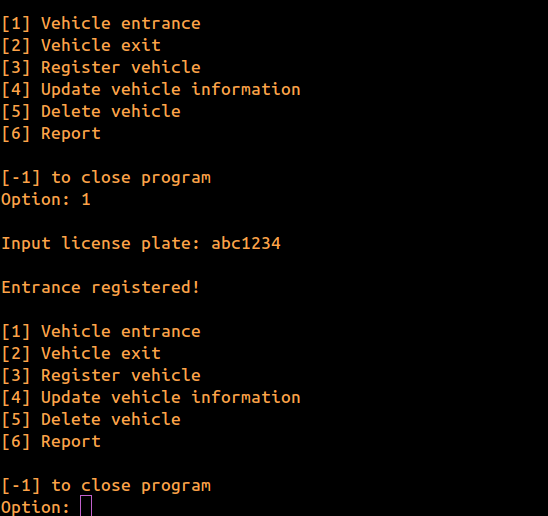 [1] Vehicle entrance
[2] Vehicle exit
[3] Register vehicle
[4] Update vehicle information
[5] Delete vehicle
[6] Report
[-1] to close program
Option: 1
Input license plate: abc1234
Entrance registered!
[1] Vehicle entrance
[2] Vehicle exit
[3] Register vehicle
[4] Update vehicle information
[5] Delete vehicle
[6] Report
[-1] to close program
Option: